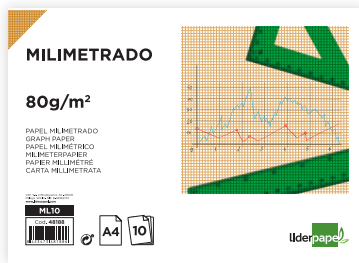 MILIMETRADO
80g/m²
PAPEL MILIMETRADO
GRAPH PAPER
PAPEL MILIMÉTRICO
MILIMETERPAPIER
PAPIER MILLIMÉTRÉ
CARTA MILLIMETRATA
ML10
Cod. 48188
A4
10
liderpapel